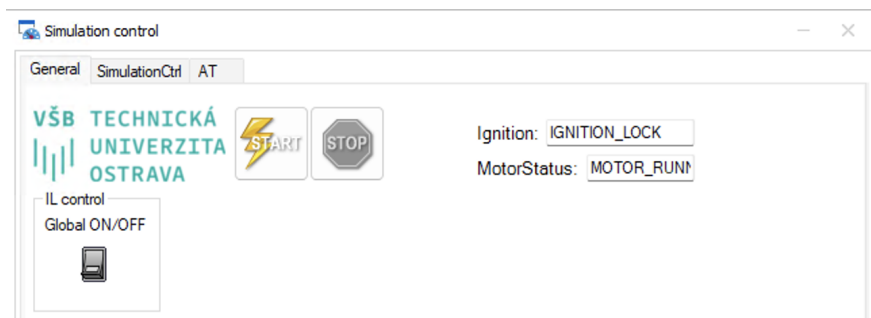 Simulation control
General SimulationCtrl AT
VŠB TECHNICKÁ
UNIVERZITA
OSTRAVA
START
STOP
Ignition: IGNITION_LOCK
MotorStatus: MOTOR_RUNN
IL control
Global ON/OFF